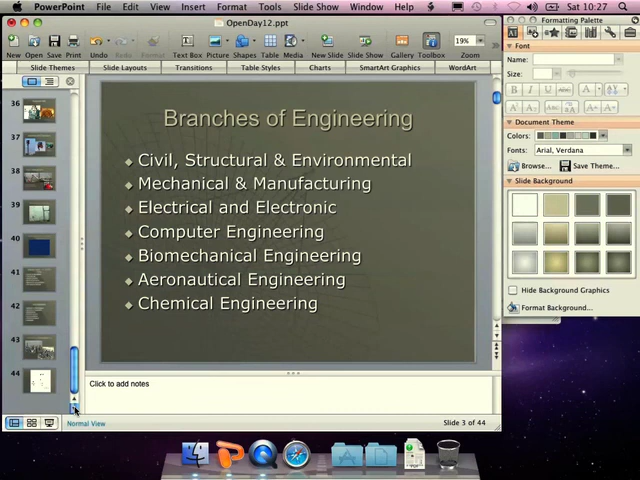 PowerPoint File Edit View Insert Format Tools Slide Show Window Help Sat 10:27
OpenDay12.ppt
Formatting Palette
New Open Save Print Undo Redo Format Text Box Picture Shapes Table Media New Slide Slide Show Gallery Toolbox Zoom
19%
Slide Themes Slide Layouts Transitions Table Styles Charts SmartArt Graphics WordArt
Font
Name:
Size:
B I U
Document Theme
Colors:
Fonts: Arial, Verdana
Browse... Save Theme...
Slide Background
Hide Background Graphics
Format Background...
36
37
38
39
40
41
42
43
44
Branches of Engineering
Civil, Structural & Environmental
Mechanical & Manufacturing
Electrical and Electronic
Computer Engineering
Biomechanical Engineering
Aeronautical Engineering
Chemical Engineering
Click to add notes
Normal View
Slide 3 of 44